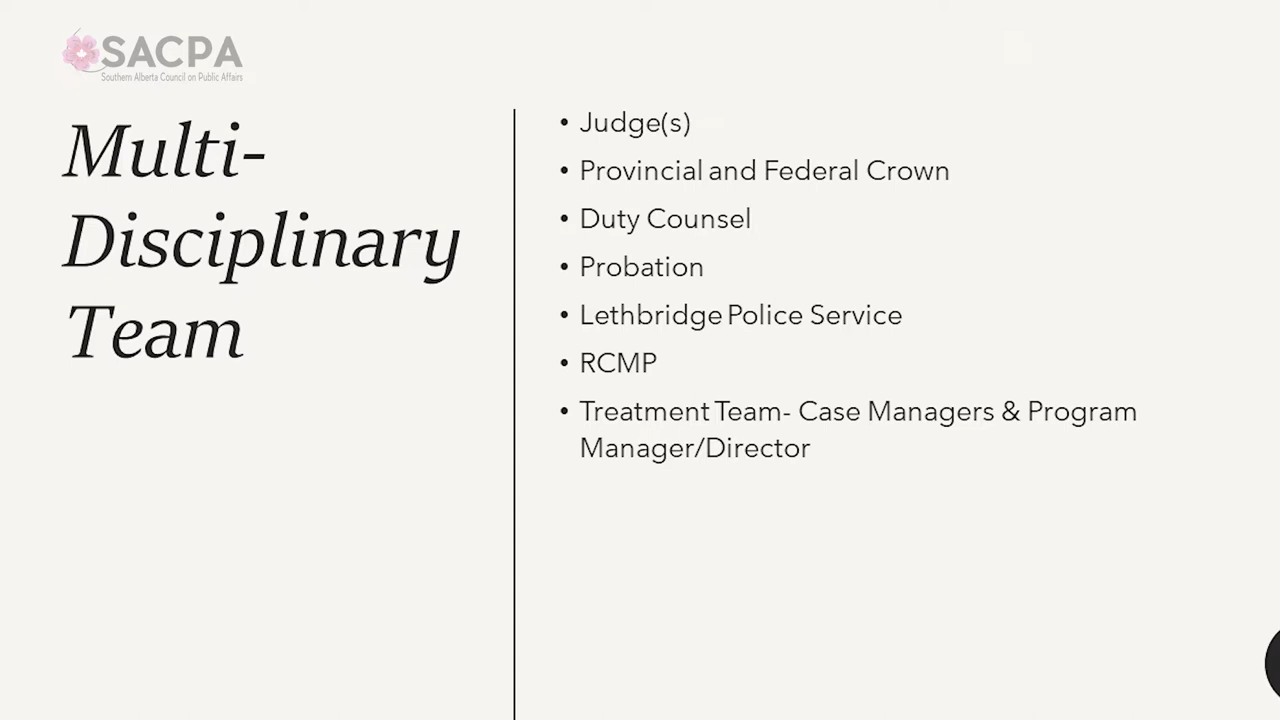 SACPA
Southern Alberta Council on Public Affairs
Multi-
Disciplinary
Team
• Judge(s)
• Provincial and Federal Crown
• Duty Counsel
• Probation
• Lethbridge Police Service
• RCMP
• Treatment Team- Case Managers & Program
Manager/Director